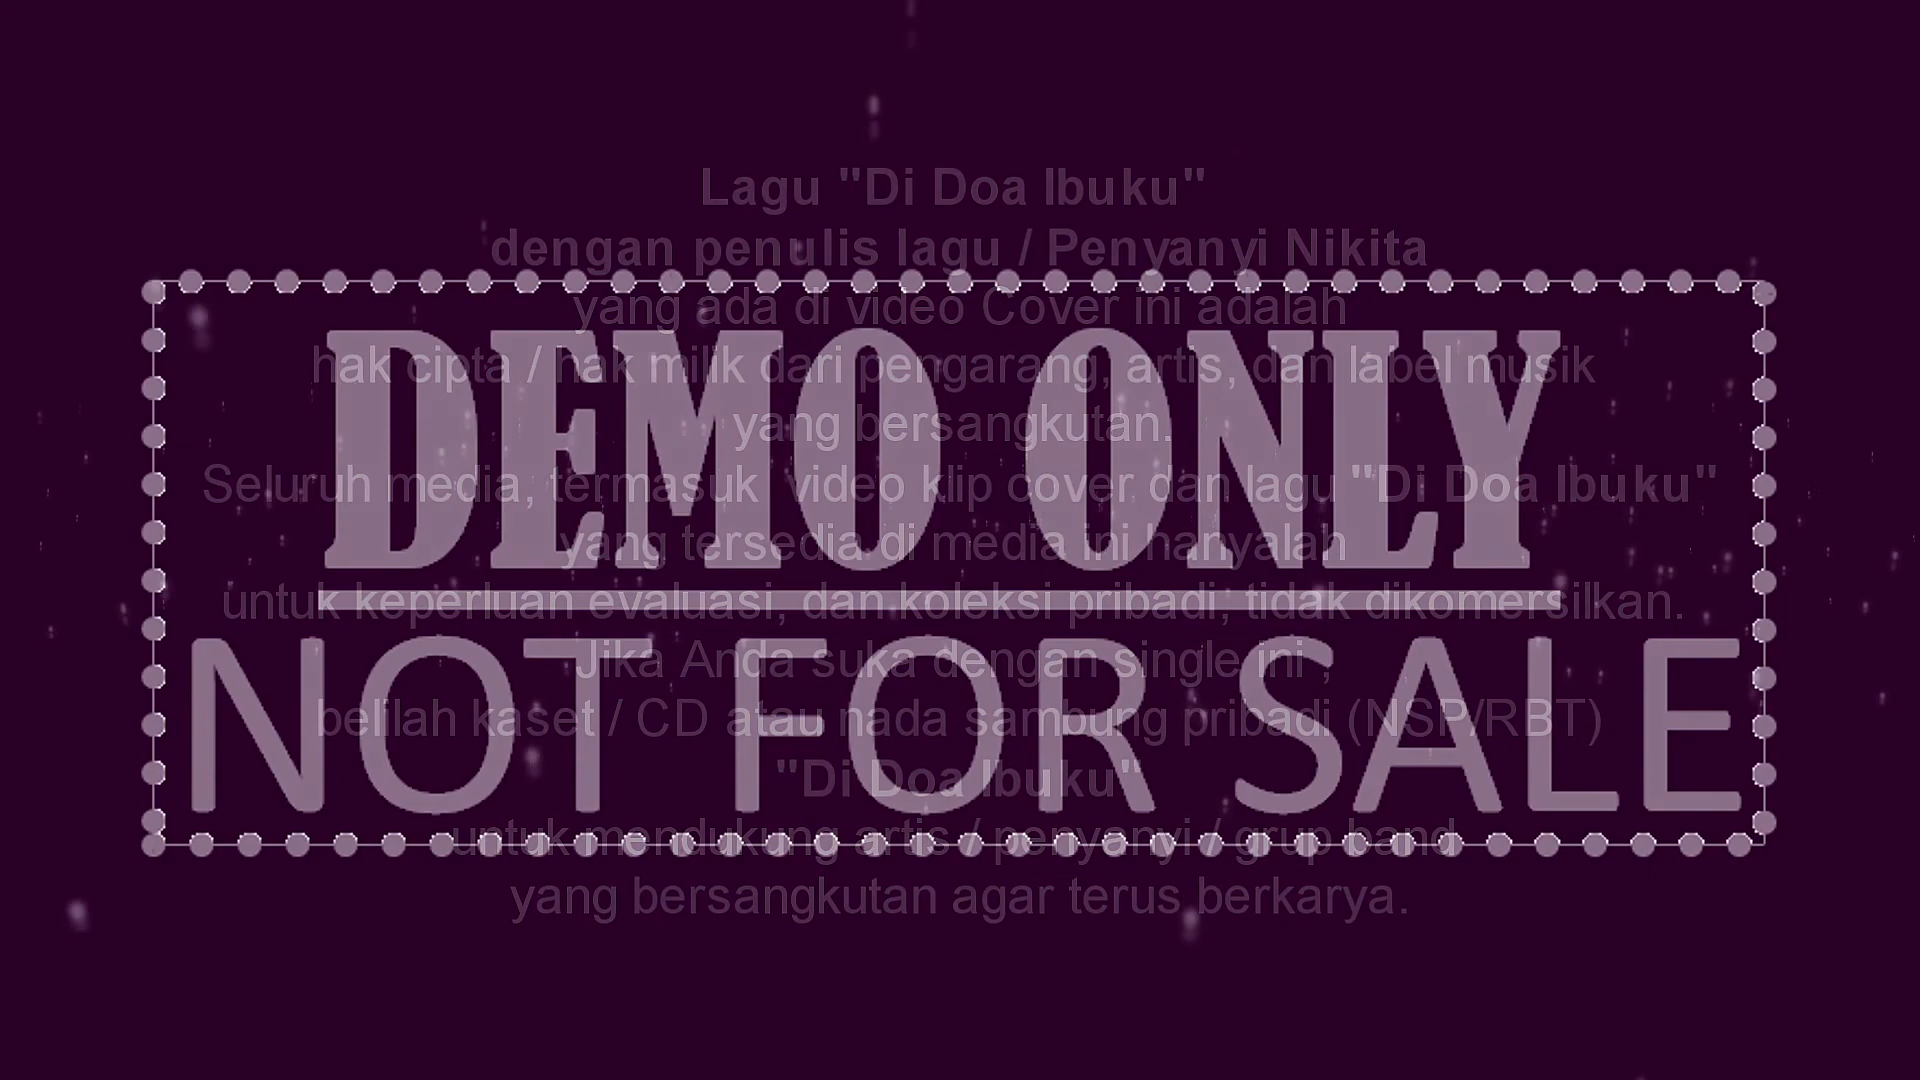 Lagu "Di Doa Ibuku"
dengan penulis lagu / Penyanyi Nikita
yang ada di video Cover ini adalah
hak cipta / hak milik dari pengarang, artis, dan label musik
yang bersangkutan.
Seluruh media, termasuk video klip cover dan lagu "Di Doa Ibuku"
yang tersedia di media ini hanyalah
untuk keperluan evaluasi, dan koleksi pribadi, tidak dikomersilkan.
Jika Anda suka dengan single ini,
belilah kaset / CD atau nada sambung pribadi (NSP/RBT)
"Di Doa Ibuku"
untuk mendukung artis / penyanyi / grup band
yang bersangkutan agar terus berkarya.
DEMO ONLY
NOT FOR SALE